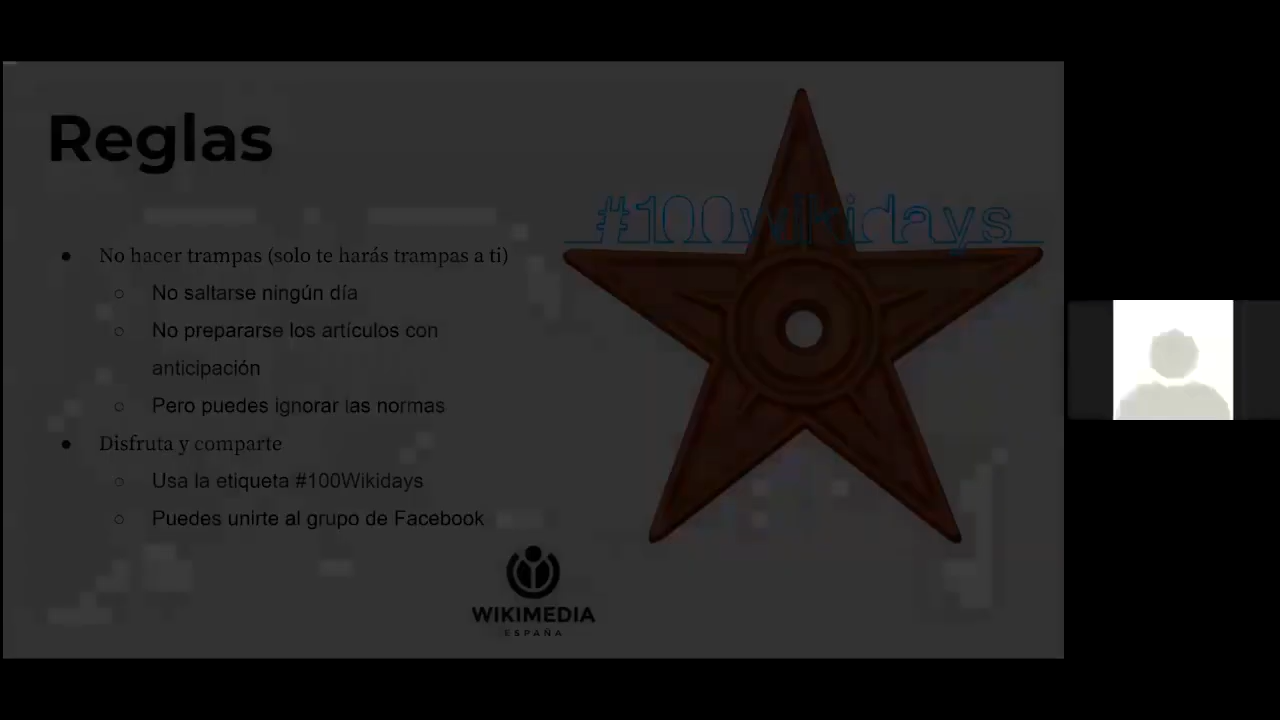 Reglas
#100wikidays
● No hacer trampas (solo te harás trampas a ti)
○ No saltarse ningún día
○ No prepararse los artículos con
anticipación
○ Pero puedes ignorar las normas
● Disfruta y comparte
○ Usa la etiqueta #100Wikidays
○ Puedes unirte al grupo de Facebook
WIKIMEDIA
ESPAÑA